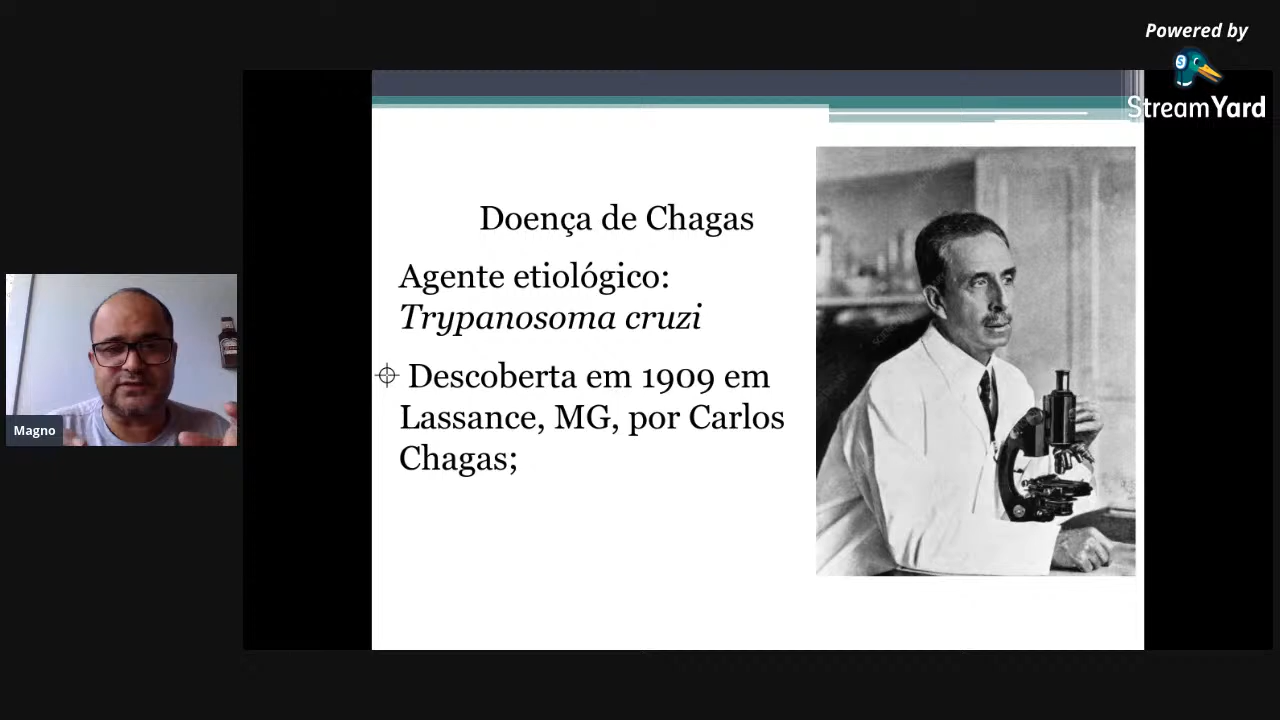 Powered by
StreamYard
Doença de Chagas
Agente etiológico:
Trypanosoma cruzi
Descoberta em 1909 em
Lassance, MG, por Carlos
Chagas;
Magno